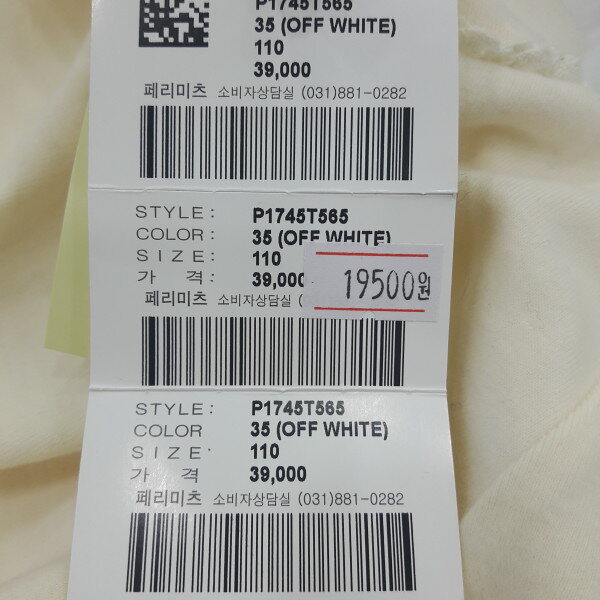 P1745T565
35 (OFF WHITE)
110
39,000
페리미츠 소비자상담실 (031)881-0282
STYLE: P1745T565
COLOR: 35 (OFF WHITE)
SIZE: 110
가 격: 39,000
19500원
페리미츠 소비자상담실 (
STYLE: P1745T565
COLOR 35 (OFF WHITE)
SIZE: 110
가 격 39,000
페리미츠 소비자상담실 (031)881-0282